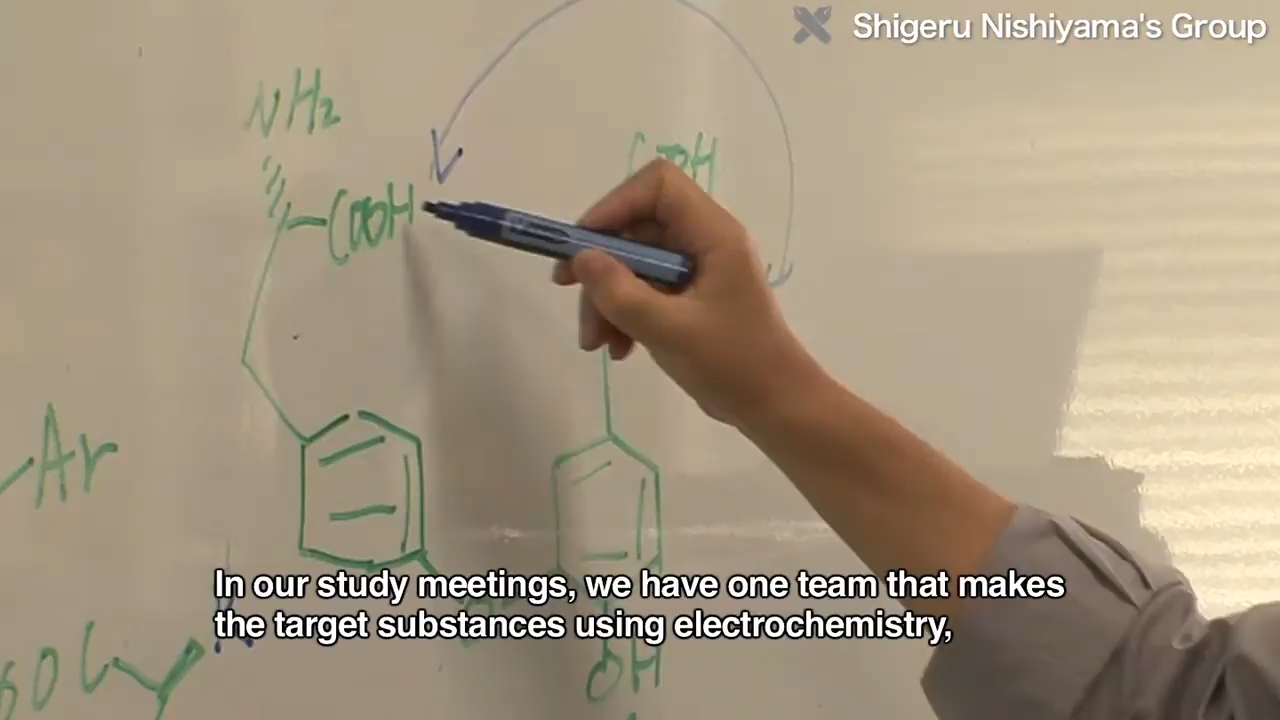 Shigeru Nishiyama's Group
NH2
COOH
COOH
Ar
In our study meetings, we have one team that makes
the target substances using electrochemistry,
OH